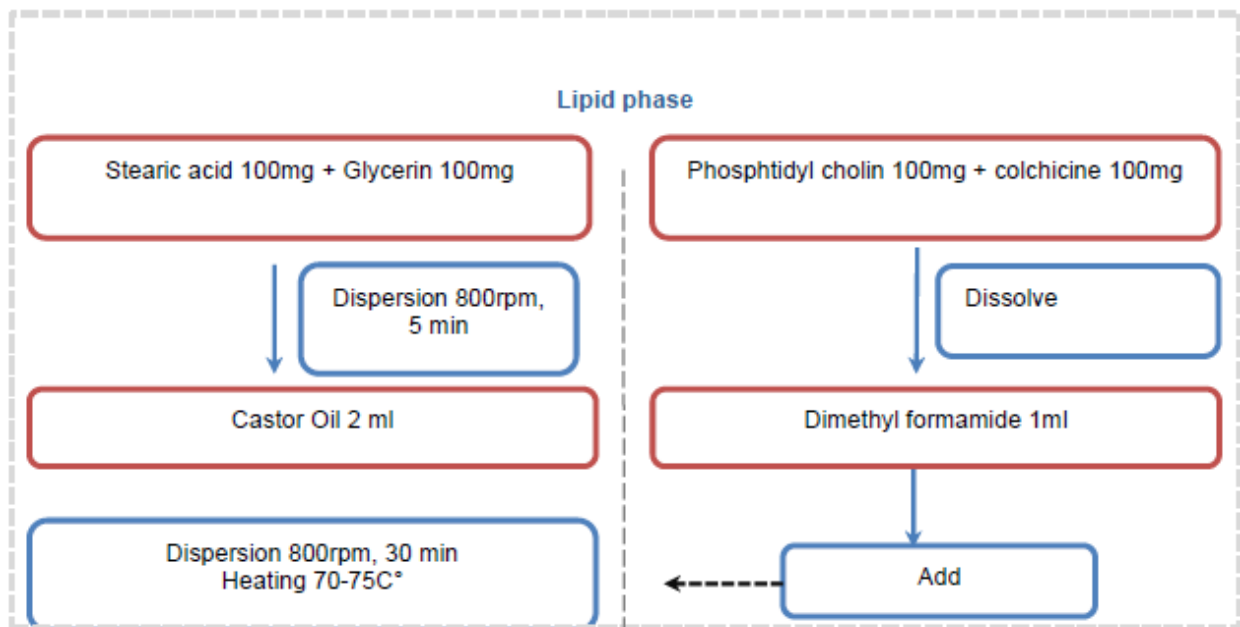 Lipid phase
Stearic acid 100mg + Glycerin 100mg
Phosphtidyl cholin 100mg + colchicine 100mg
Dispersion 800rpm,
5 min
Dissolve
Castor Oil 2 ml
Dimethyl formamide 1ml
Dispersion 800rpm, 30 min
Heating 70-75C°
Add